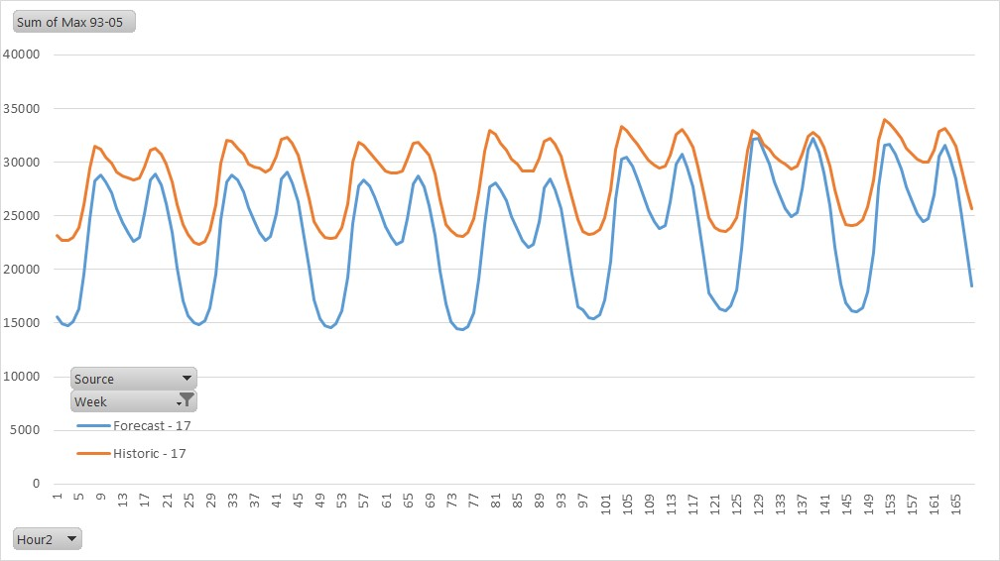 Sum of Max 93-05
40000
35000
30000
25000
20000
15000
10000
5000
0
Source
Week
Forecast - 17
Historic - 17
1 5 9 13 17 21 25 29 33 37 41 45 49 53 57 61 65 69 73 77 81 85 89 93 97 101 105 109 113 117 121 125 129 133 137 141 145 149 153 157 161 165
Hour2